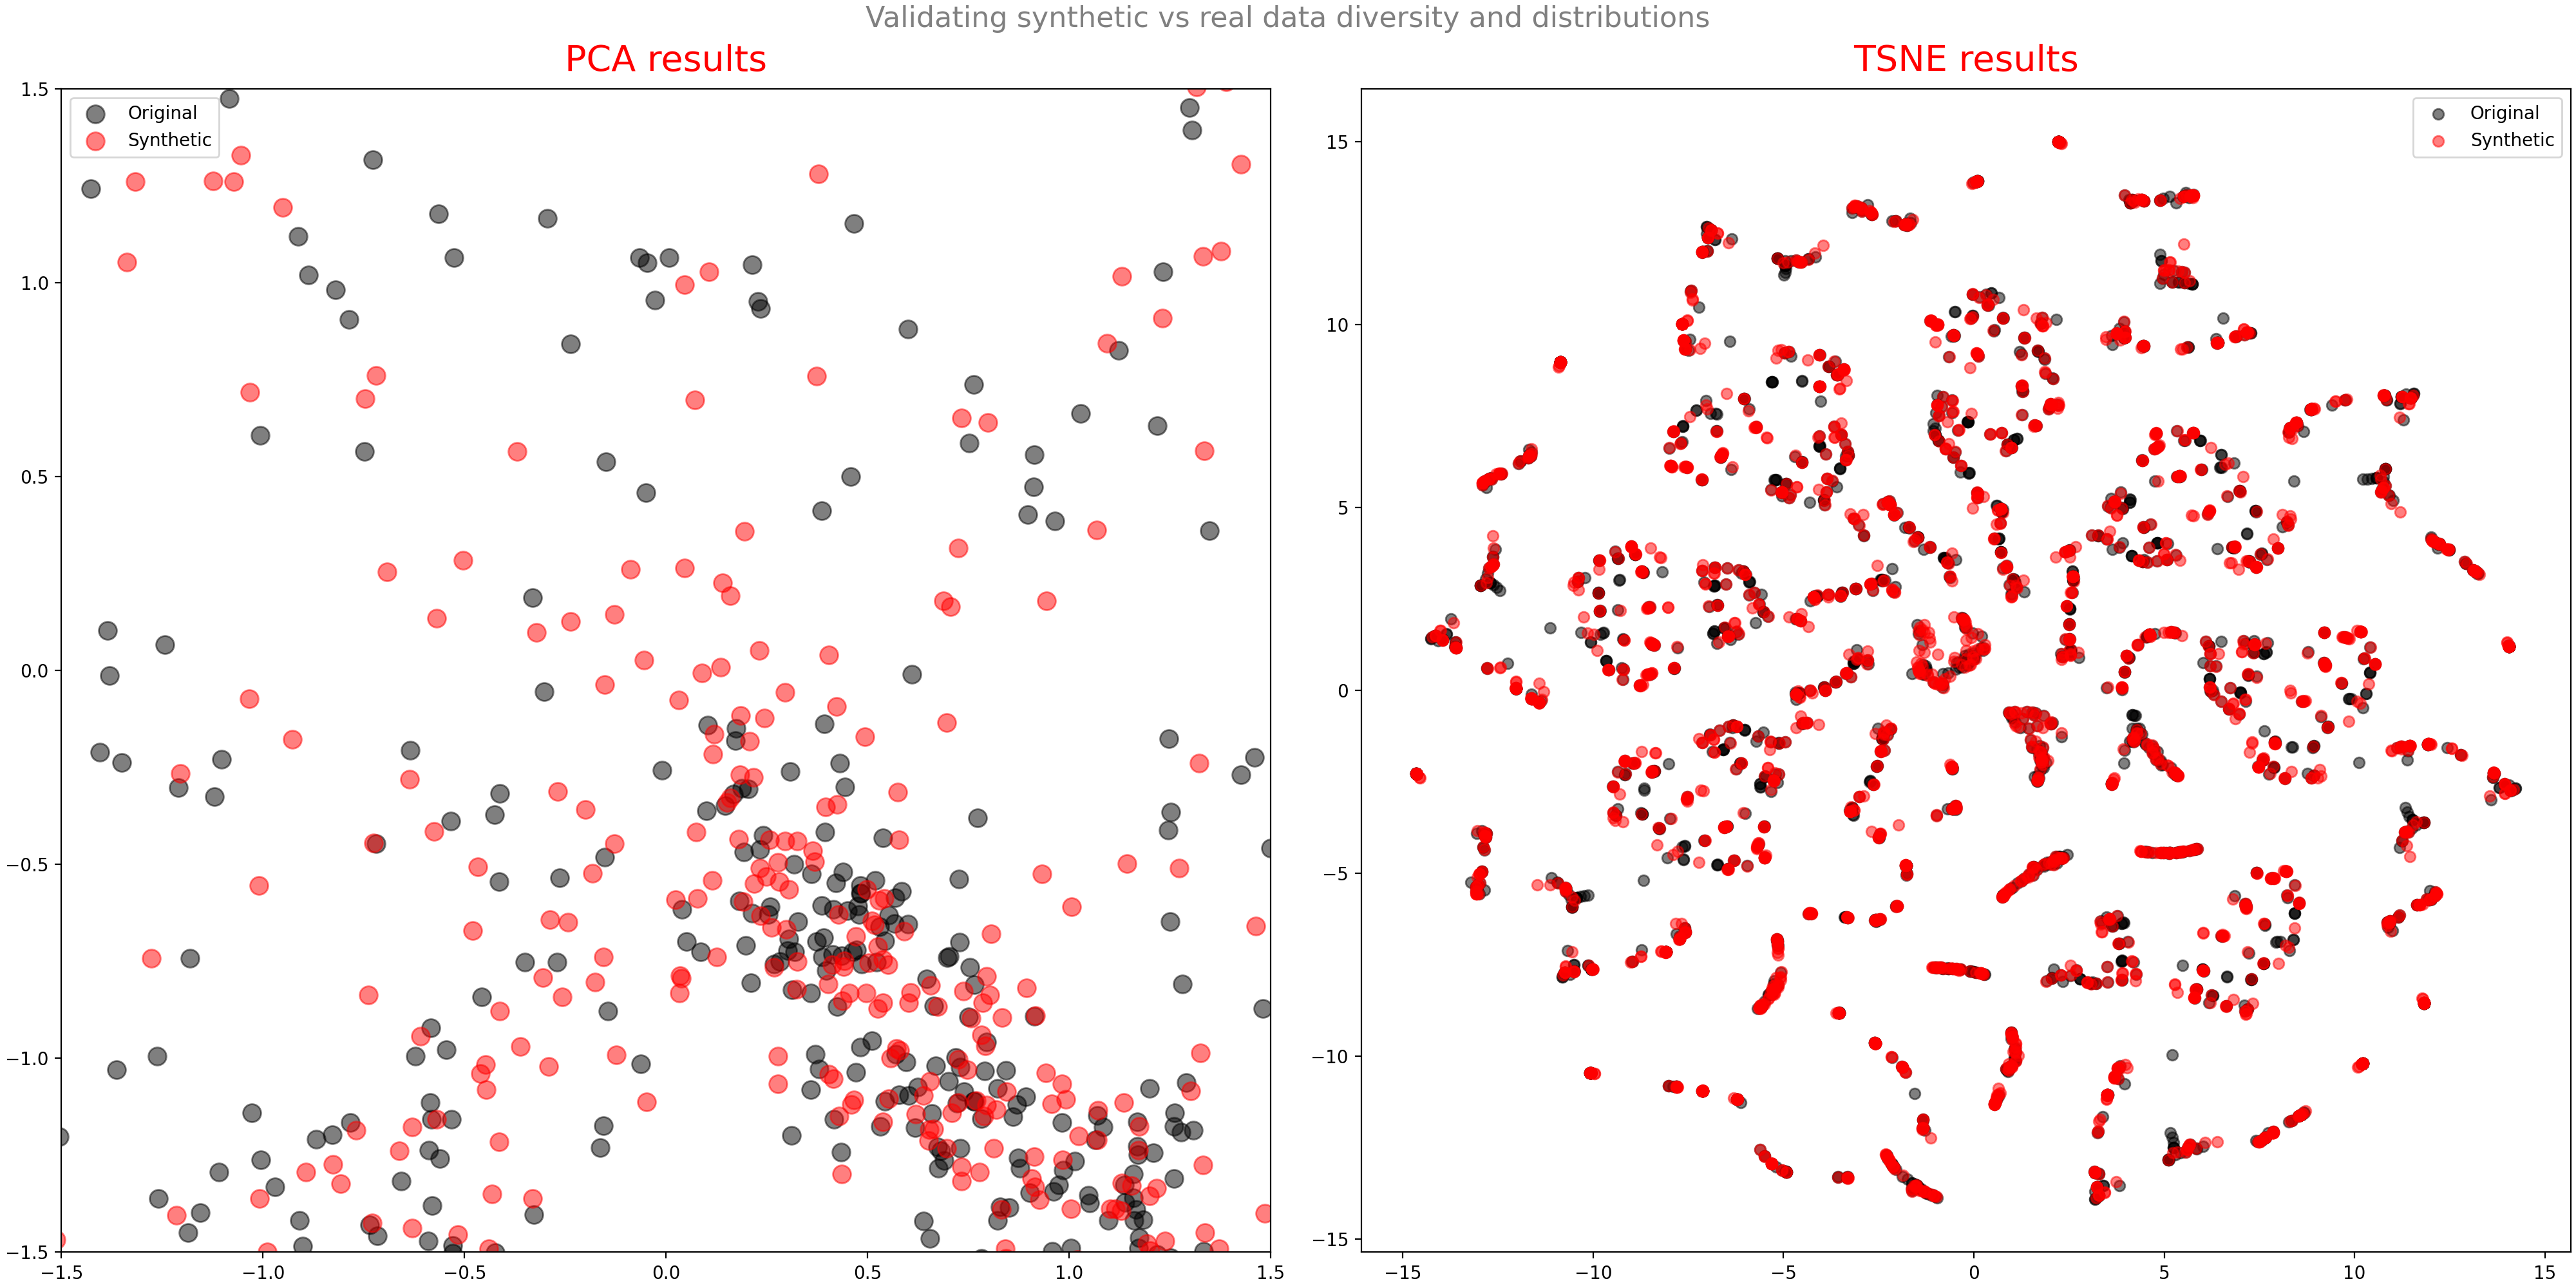 Validating synthetic vs real data diversity and distributions
PCA results
TSNE results
Original
Synthetic
1.5
1.0
0.5
0.0
−0.5
−1.0
−1.5
−1.5 −1.0 −0.5 0.0 0.5 1.0 1.5
Original
Synthetic
15
10
5
0
−5
−10
−15
−15 −10 −5 0 5 10 15